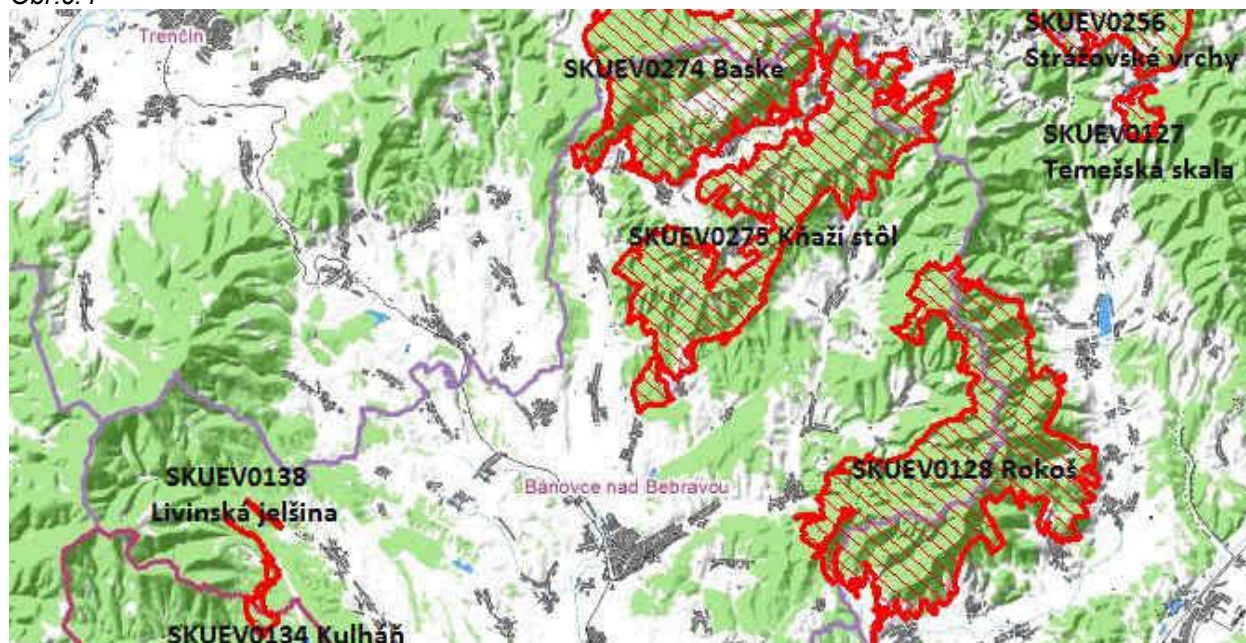 Trenčín
SKUEV0256
Strážovské vrchy
SKUEV0274 Baske
SKUEV0127
Temešská skala
SKUEV0275 Kňaží stôl
SKUEV0128 Rokoš
SKUEV0138
Livinská jelšina
Bánovce nad Bebravou
SKUEV0134 Kulháň